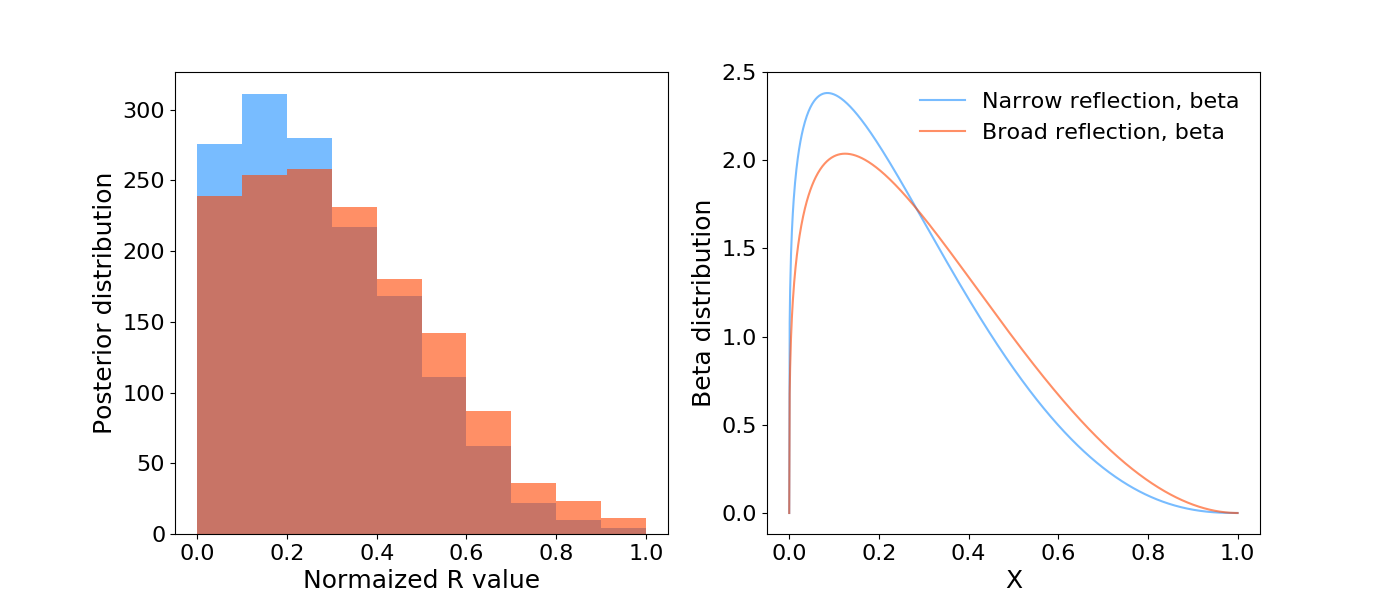 Posterior distribution
300
250
200
150
100
50
0
0.0 0.2 0.4 0.6 0.8 1.0
Normaized R value
Beta distribution
2.5
2.0
1.5
1.0
0.5
0.0
0.0 0.2 0.4 0.6 0.8 1.0
X
Narrow reflection, beta
Broad reflection, beta